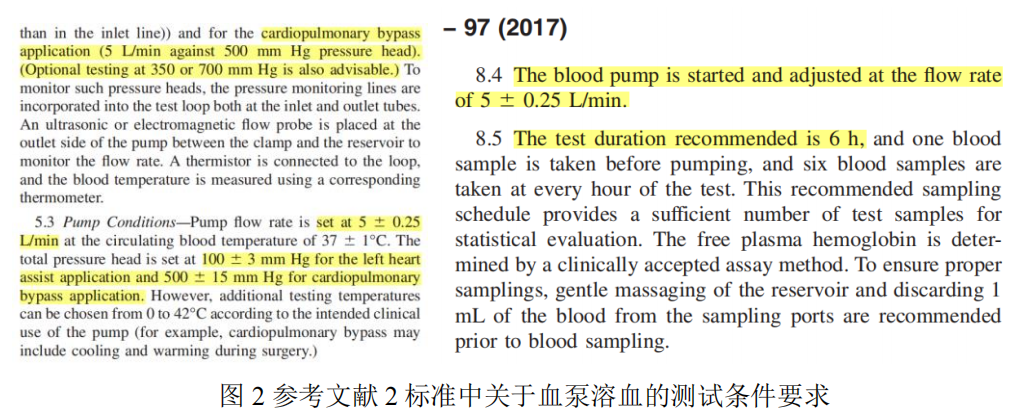 than in the inlet line)) and for the cardiopulmonary bypass
application (5 L/min against 500 mm Hg pressure head).
(Optional testing at 350 or 700 mm Hg is also advisable.) To
monitor such pressure heads, the pressure monitoring lines are
incorporated into the test loop both at the inlet and outlet tubes.
An ultrasonic or electromagnetic flow probe is placed at the
outlet side of the pump between the clamp and the reservoir to
monitor the flow rate. A thermistor is connected to the loop,
and the blood temperature is measured using a corresponding
thermometer.
5.3 Pump Conditions—Pump flow rate is set at 5 ± 0.25
L/min at the circulating blood temperature of 37 ± 1°C. The
total pressure head is set at 100 ± 3 mm Hg for the left heart
assist application and 500 ± 15 mm Hg for cardiopulmonary
bypass application. However, additional testing temperatures
can be chosen from 0 to 42°C according to the intended clinical
use of the pump (for example, cardiopulmonary bypass may
include cooling and warming during surgery.)
– 97 (2017)
8.4 The blood pump is started and adjusted at the flow rate
of 5 ± 0.25 L/min.
8.5 The test duration recommended is 6 h, and one blood
sample is taken before pumping, and six blood samples are
taken at every hour of the test. This recommended sampling
schedule provides a sufficient number of test samples for
statistical evaluation. The free plasma hemoglobin is deter-
mined by a clinically accepted assay method. To ensure proper
samplings, gentle massaging of the reservoir and discarding 1
mL of the blood from the sampling ports are recommended
prior to blood sampling.
图 2 参考文献 2 标准中关于血泵溶血的测试条件要求